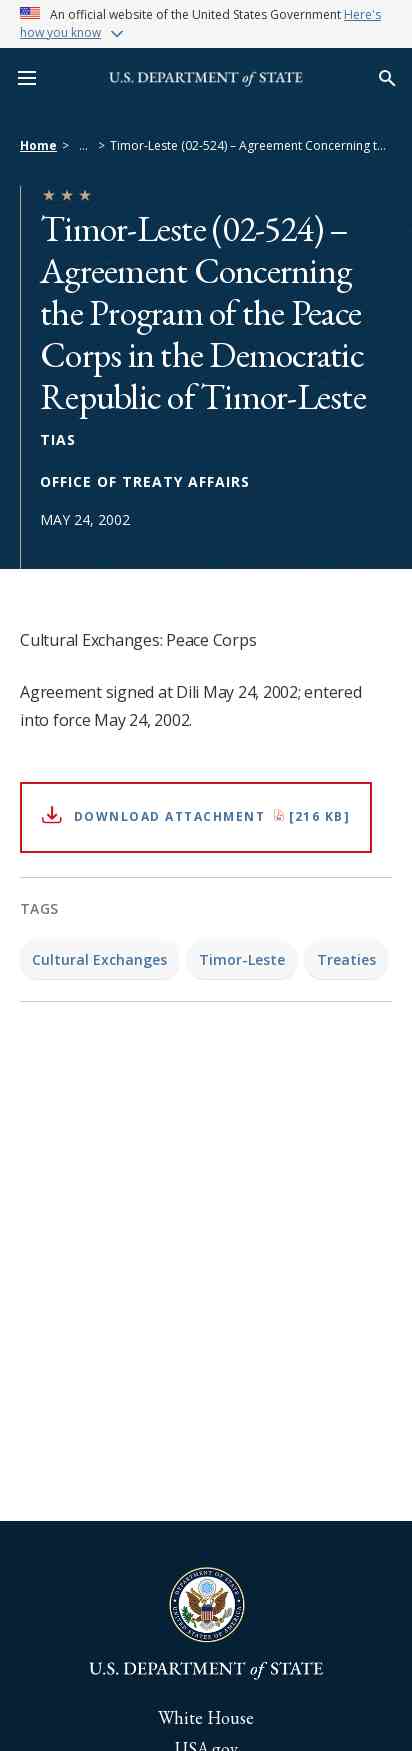 An official website of the United States Government Here's
how you know
U.S. DEPARTMENT of STATE
Home > ... > Timor-Leste (02-524) – Agreement Concerning t...
Timor-Leste (02-524) –
Agreement Concerning
the Program of the Peace
Corps in the Democratic
Republic of Timor-Leste
TIAS
OFFICE OF TREATY AFFAIRS
MAY 24, 2002
Cultural Exchanges: Peace Corps
Agreement signed at Dili May 24, 2002; entered
into force May 24, 2002.
DOWNLOAD ATTACHMENT [216 KB]
TAGS
Cultural Exchanges Timor-Leste Treaties
DEPARTMENT OF STATE
UNITED STATES OF AMERICA
U.S. DEPARTMENT of STATE
White House
USA.gov